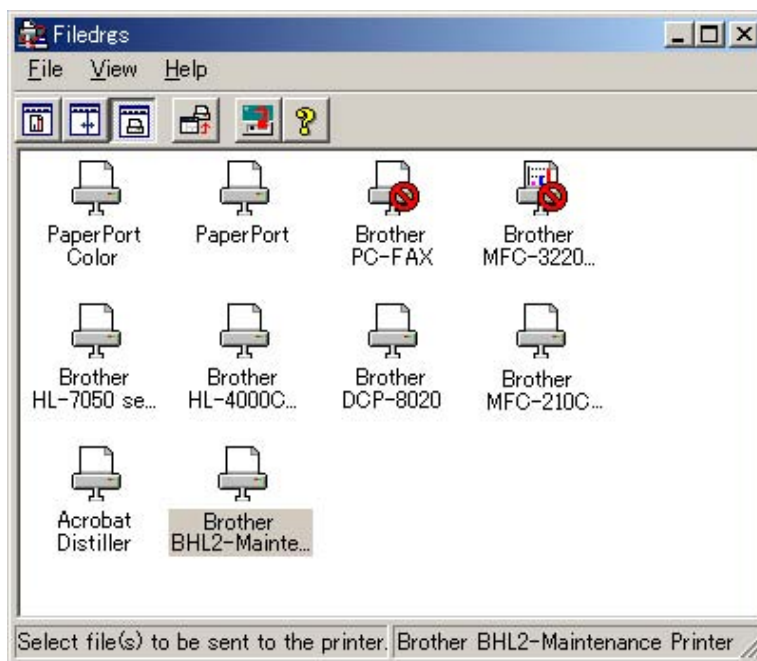 Filedrgs
File View Help
PaperPort Color
PaperPort
Brother PC-FAX
Brother MFC-3220...
Brother HL-7050 se...
Brother HL-4000C...
Brother DCP-8020
Brother MFC-210C...
Acrobat Distiller
Brother BHL2-Mainte...
Select file(s) to be sent to the printer. Brother BHL2-Maintenance Printer